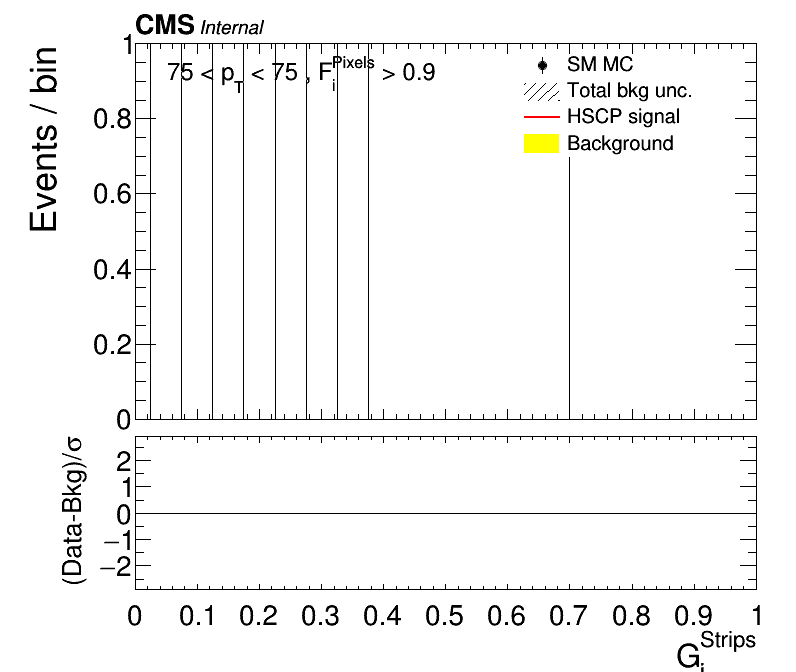 CMS Internal
75 < p_T < 75 , F_i^Pixels > 0.9
SM MC
Total bkg unc.
HSCP signal
Background
Events / bin
1
0.8
0.6
0.4
0.2
0
(Data-Bkg)/σ
2
1
0
−1
−2
0 0.1 0.2 0.3 0.4 0.5 0.6 0.7 0.8 0.9 1
G_i^Strips